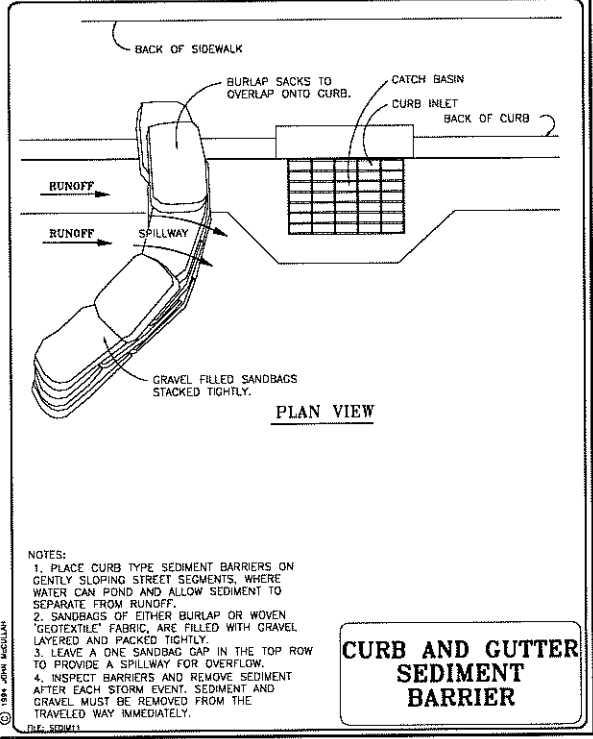 BACK OF SIDEWALK
BURLAP SACKS TO
OVERLAP ONTO CURB.
CATCH BASIN
CURB INLET
BACK OF CURB
RUNOFF
RUNOFF
SPILLWAY
GRAVEL FILLED SANDBAGS
STACKED TIGHTLY.
PLAN VIEW
NOTES:
1. PLACE CURB TYPE SEDIMENT BARRIERS ON
GENTLY SLOPING STREET SEGMENTS, WHERE
WATER CAN POND AND ALLOW SEDIMENT TO
SEPARATE FROM RUNOFF.
2. SANDBAGS OF EITHER BURLAP OR WOVEN
'GEOTEXTILE' FABRIC, ARE FILLED WITH GRAVEL
LAYERED AND PACKED TIGHTLY.
3. LEAVE A ONE SANDBAG GAP IN THE TOP ROW
TO PROVIDE A SPILLWAY FOR OVERFLOW.
4. INSPECT BARRIERS AND REMOVE SEDIMENT
AFTER EACH STORM EVENT. SEDIMENT AND
GRAVEL MUST BE REMOVED FROM THE
TRAVELED WAY IMMEDIATELY.
FILE: SEDIM11
CURB AND GUTTER
SEDIMENT
BARRIER
© 1994 JOHN McCULLAH